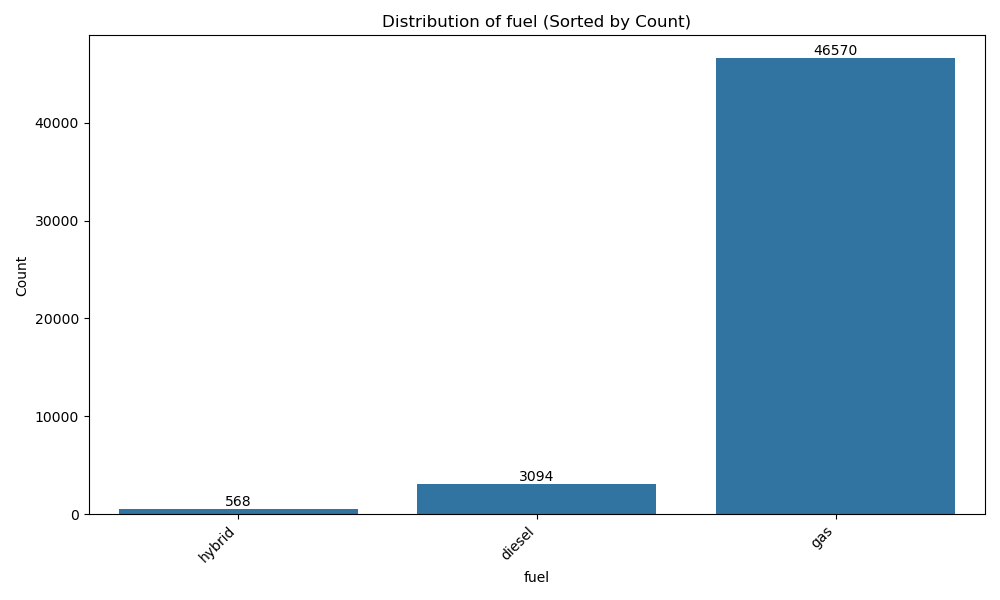 Distribution of fuel (Sorted by Count)
46570
40000
30000
Count
20000
10000
3094
568
0
hybrid
diesel
gas
fuel